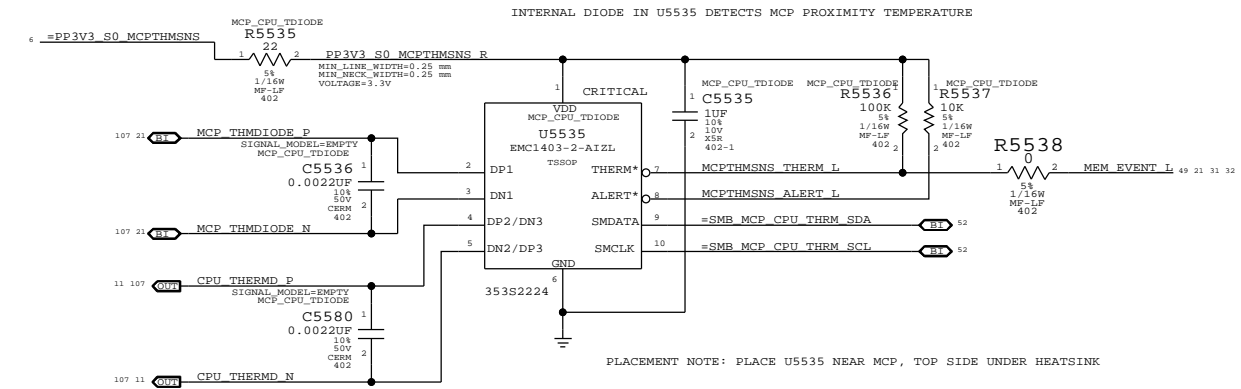 INTERNAL DIODE IN U5535 DETECTS MCP PROXIMITY TEMPERATURE
MCP_CPU_TDIODE
R5535
6 =PP3V3_S0_MCPTHMSNS
1 22 2
5%
1/16W
MF-LF
402
PP3V3_S0_MCPTHMSNS_R
MIN_LINE_WIDTH=0.25 mm
MIN_NECK_WIDTH=0.25 mm
VOLTAGE=3.3V
1
CRITICAL
VDD
MCP_CPU_TDIODE
U5535
EMC1403-2-AIZL
TSSOP
MCP_CPU_TDIODE
1 C5535
1UF
10%
10V
2 X5R
402-1
MCP_CPU_TDIODE
R5536 1
100K
5%
1/16W
MF-LF
402 2
MCP_CPU_TDIODE
1 R5537
10K
5%
1/16W
MF-LF
2 402
107 21 BI MCP_THMDIODE_P
SIGNAL_MODEL=EMPTY
MCP_CPU_TDIODE
C5536 1
0.0022UF
10%
50V
CERM 2
402
107 21 BI MCP_THMDIODE_N
2 DP1
3 DN1
4 DP2/DN3
5 DN2/DP3
THERM* 7 MCPTHMSNS_THERM_L
ALERT* 8 MCPTHMSNS_ALERT_L
SMDATA 9 =SMB_MCP_CPU_THRM_SDA BI 52
SMCLK 10 =SMB_MCP_CPU_THRM_SCL BI 52
GND
6
353S2224
R5538
1 0 2
5%
1/16W
MF-LF
402
MEM_EVENT_L 49 21 31 32
11 107 OUT CPU_THERMD_P
SIGNAL_MODEL=EMPTY
MCP_CPU_TDIODE
C5580 1
0.0022UF
10%
50V
CERM 2
402
107 11 OUT CPU_THERMD_N
PLACEMENT NOTE: PLACE U5535 NEAR MCP, TOP SIDE UNDER HEATSINK